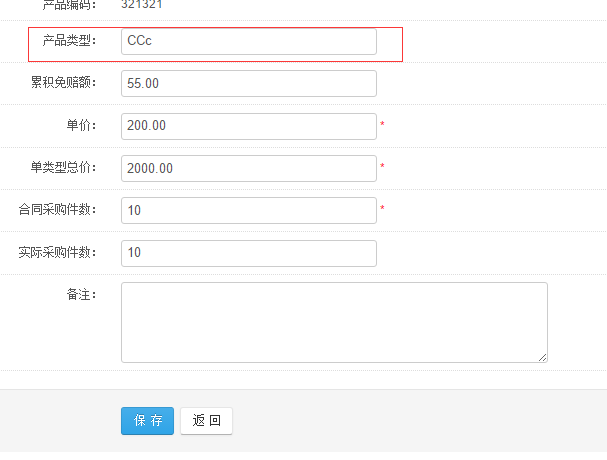 产品编码： 321321
产品类型： CCc
累积免赔额： 55.00
单价： 200.00 *
单类型总价： 2000.00 *
合同采购件数： 10 *
实际采购件数： 10
备注：
保 存 返 回